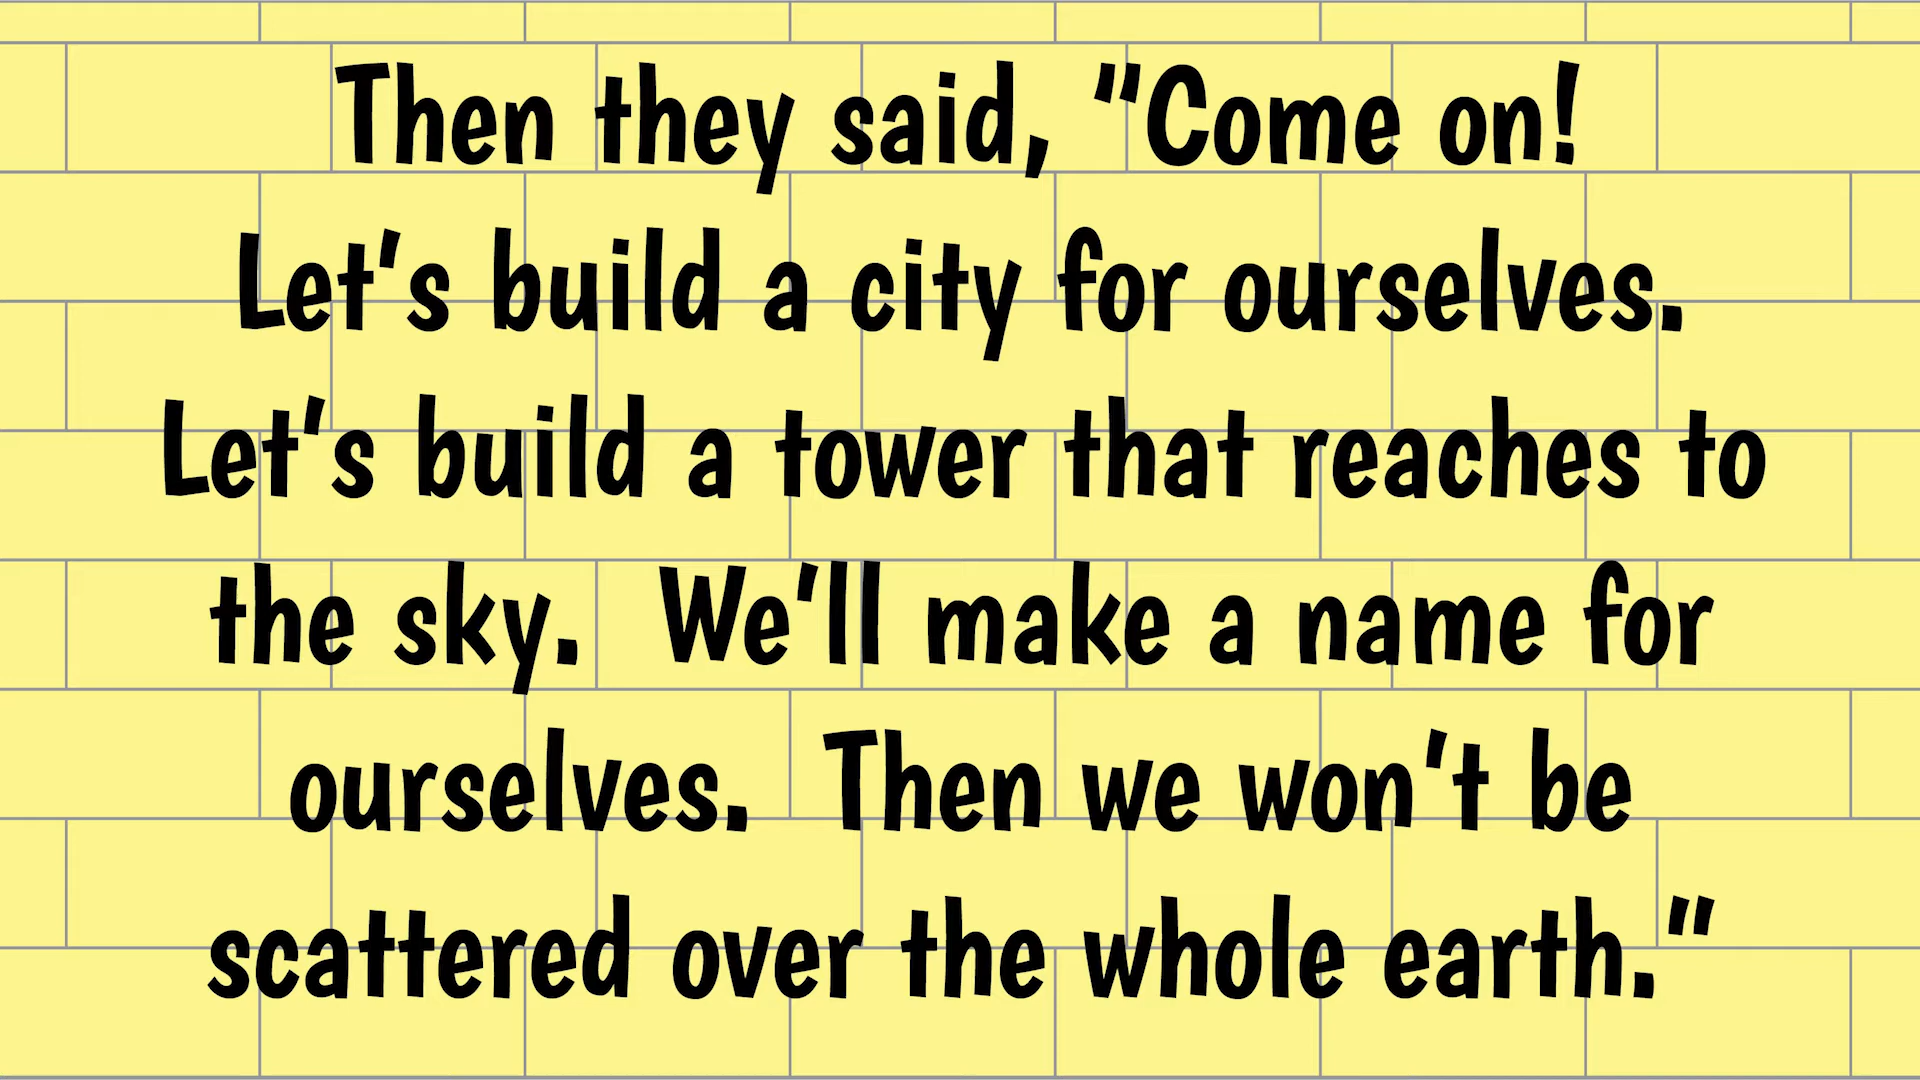 Then they said, "Come on!
Let's build a city for ourselves.
Let's build a tower that reaches to
the sky.  We'll make a name for
ourselves.  Then we won't be
scattered over the whole earth."